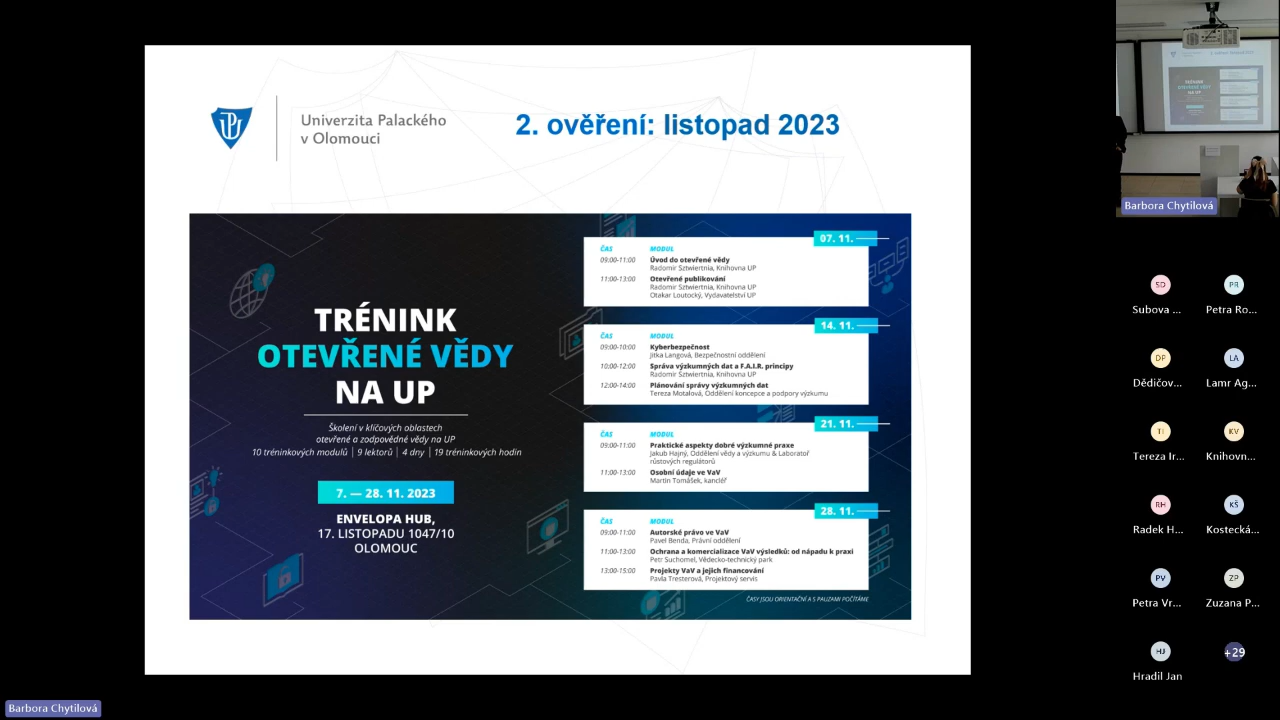 Univerzita Palackého
v Olomouci
2. ověření: listopad 2023
TRÉNINK
OTEVŘENÉ VĚDY
NA UP
Školení v klíčových oblastech
otevřené a zodpovědné vědy na UP
10 tréninkových modulů | 9 lektorů | 4 dny | 19 tréninkových hodin
7. — 28. 11. 2023
ENVELOPA HUB,
17. LISTOPADU 1047/10
OLOMOUC
07. 11.
ČAS MODUL
09:00-11:00 Úvod do otevřené vědy
Radomír Sztwiertnia, Knihovna UP
11:00-13:00 Otevřené publikování
Radomír Sztwiertnia, Knihovna UP
Otakar Loutocký, Vydavatelství UP
14. 11.
ČAS MODUL
09:00-10:00 Kyberbezpečnost
Jitka Langová, Bezpečnostní oddělení
10:00-12:00 Správa výzkumných dat a F.A.I.R. principy
Radomír Sztwiertnia, Knihovna UP
12:00-14:00 Plánování správy výzkumných dat
Tereza Motalová, Oddělení koncepce a podpory výzkumu
21. 11.
ČAS MODUL
09:00-11:00 Praktické aspekty dobré výzkumné praxe
Jakub Hajný, Oddělení vědy a výzkumu & Laboratoř
růstových regulátorů
11:00-13:00 Osobní údaje ve VaV
Martin Tomášek, kancléř
28. 11.
ČAS MODUL
09:00-11:00 Autorské právo ve VaV
Pavel Benda, Právní oddělení
11:00-13:00 Ochrana a komercializace VaV výsledků: od nápadu k praxi
Petr Suchomel, Vědecko-technický park
13:00-15:00 Projekty VaV a jejich financování
Pavla Tresterová, Projektový servis
ČASY JSOU ORIENTAČNÍ A S PAUZAMI POČÍTÁME
Barbora Chytilová
SD PR
Subova ... Petra Ro...
DP LA
Dědičov... Lamr Ag...
TI KV
Tereza Ir... Knihovn...
RH KŠ
Radek H... Kostecká...
PV ZP
Petra Vr... Zuzana P...
HJ +29
Hradil Jan
Barbora Chytilová